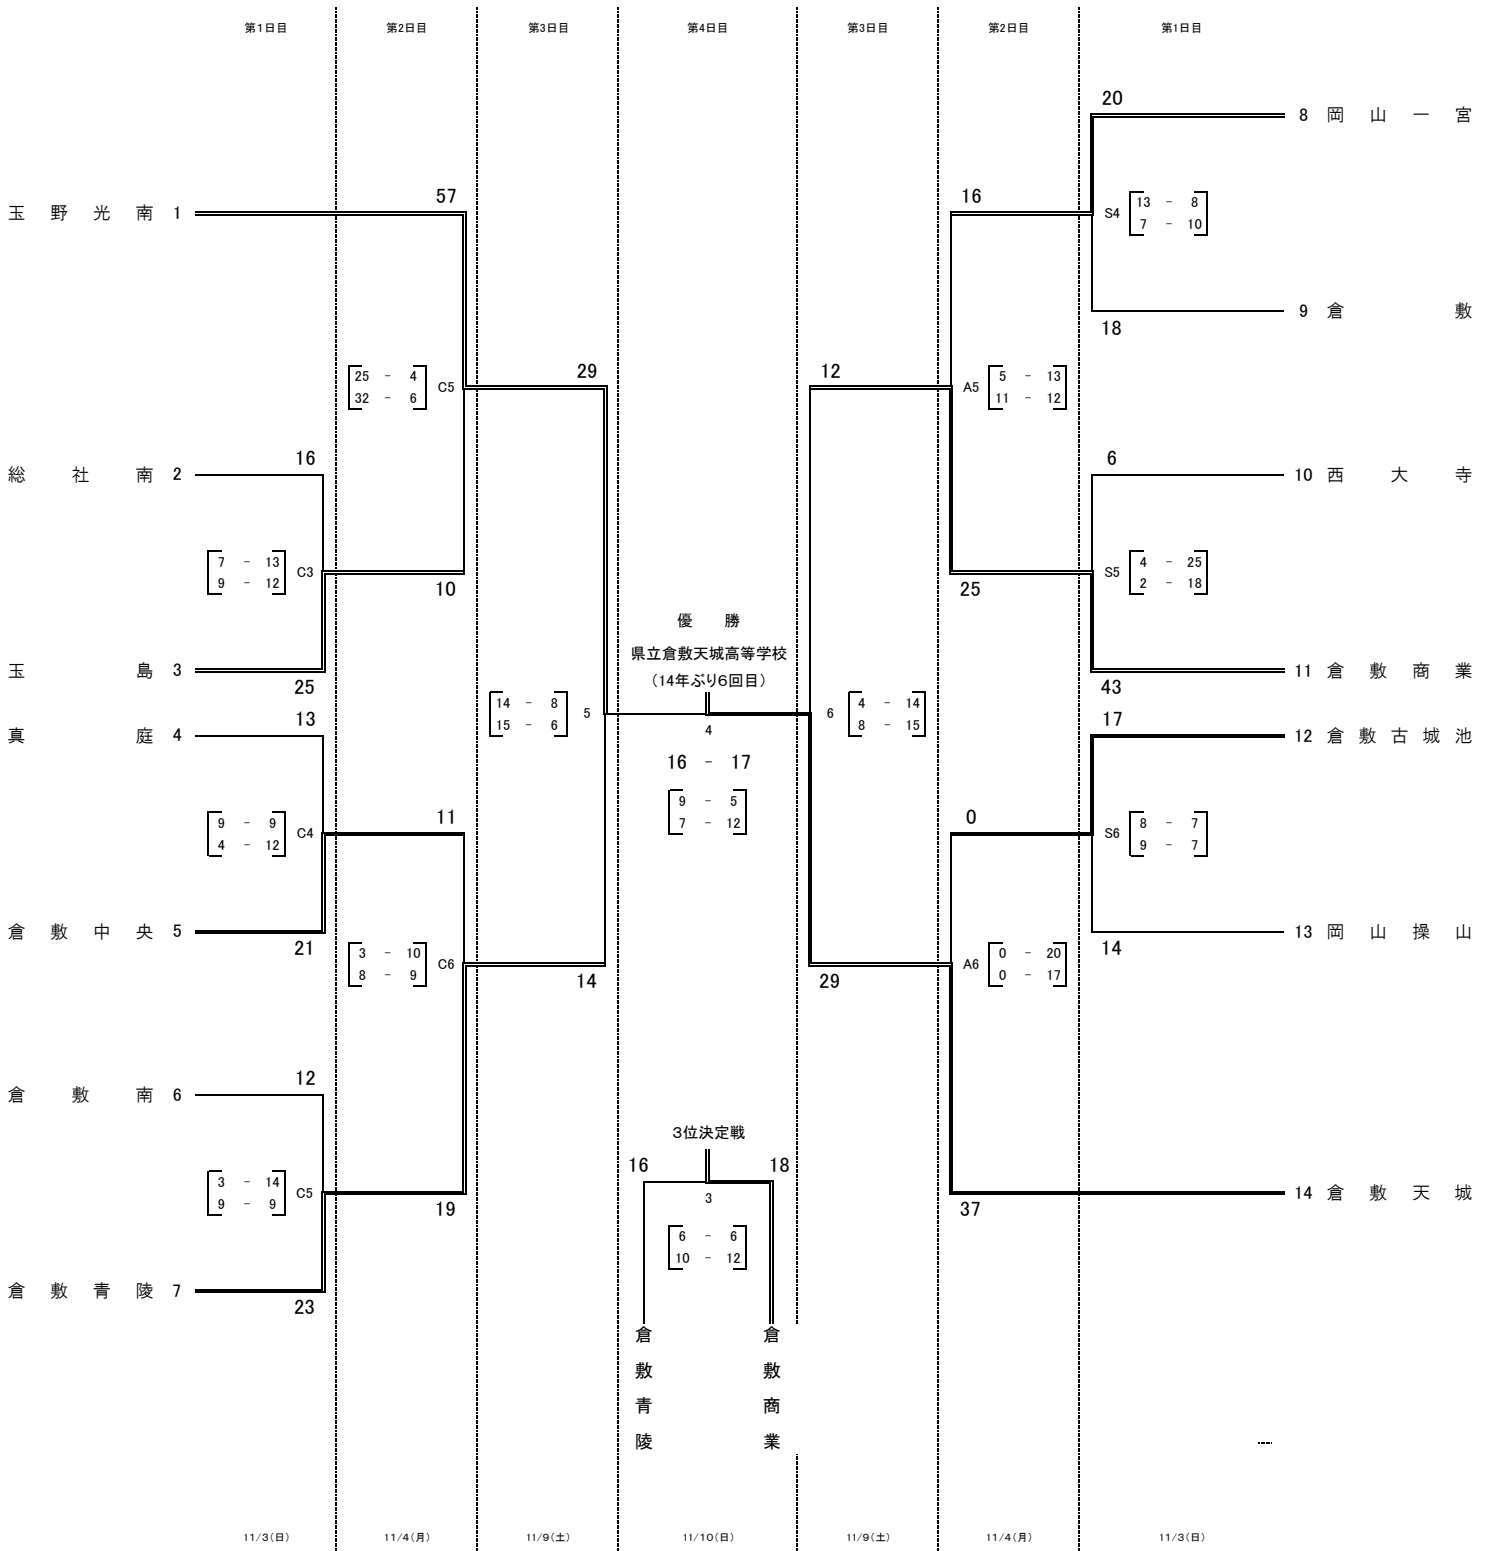 第1日目 第2日目 第3日目 第4日目 第3日目 第2日目 第1日目
20
8 岡山一宮
57
16
玉野光南 1
S4 13 - 8
7 - 10
9 倉敷
18
29
12
25 - 4
32 - 6 C5
A5 5 - 13
11 - 12
16
6
総社南 2
10 西大寺
7 - 13
9 - 12 C3
S5 4 - 25
2 - 18
10
25
優勝
県立倉敷天城高等学校
（14年ぶり6回目）
玉島 3
11 倉敷商業
25
43
14 - 8
15 - 6 5
6 4 - 14
8 - 15
13
17
真庭 4
12 倉敷古城池
4
16 - 17
9 - 5
7 - 12
11
0
9 - 9
4 - 12 C4
S6 8 - 7
9 - 7
倉敷中央 5
13 岡山操山
21
14
3 - 10
8 - 9 C6
A6 0 - 20
0 - 17
14
29
12
倉敷南 6
3位決定戦
16 18
3
6 - 6
10 - 12
3 - 14
9 - 9 C5
14 倉敷天城
19
37
倉敷青陵 7
23
倉敷青陵
倉敷商業
11/3(日) 11/4(月) 11/9(土) 11/10(日) 11/9(土) 11/4(月) 11/3(日)